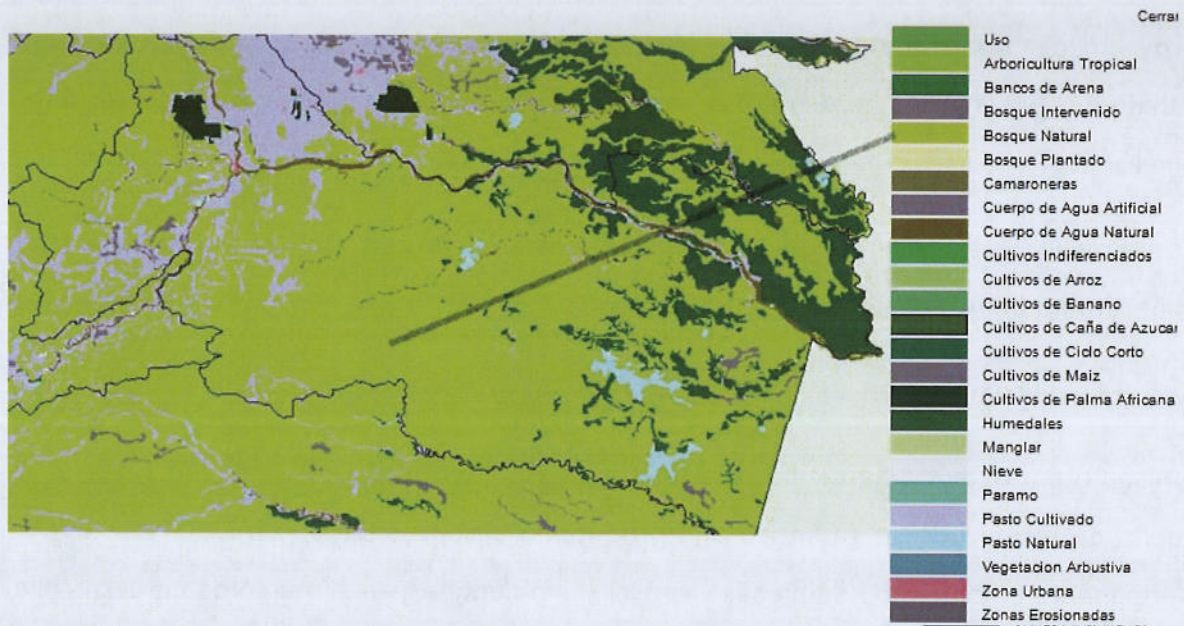 Cerrar
Uso
Arboricultura Tropical
Bancos de Arena
Bosque Intervenido
Bosque Natural
Bosque Plantado
Camaroneras
Cuerpo de Agua Artificial
Cuerpo de Agua Natural
Cultivos Indiferenciados
Cultivos de Arroz
Cultivos de Banano
Cultivos de Caña de Azucar
Cultivos de Ciclo Corto
Cultivos de Maiz
Cultivos de Palma Africana
Humedales
Manglar
Nieve
Paramo
Pasto Cultivado
Pasto Natural
Vegetacion Arbustiva
Zona Urbana
Zonas Erosionadas